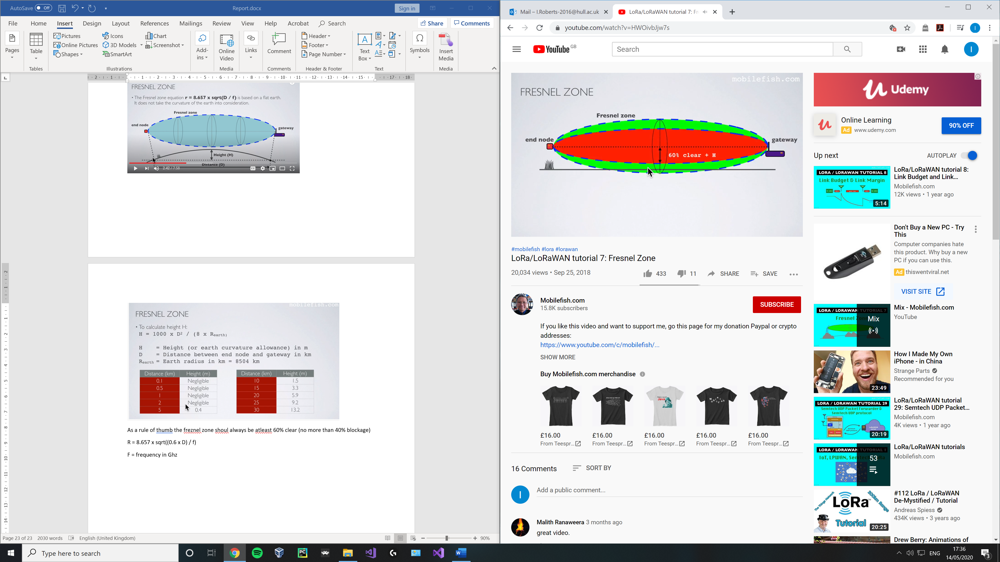 AutoSave Off
Report.docx
Sign in
File Home Insert Design Layout References Mailings Review View Help Acrobat Search
Share Comments
Pages
Table
Tables
Pictures
Online Pictures
Shapes
Icons
3D Models
SmartArt
Chart
Screenshot
Illustrations
Add-
ins
Online
Video
Media
Links
Comment
Comments
Header
Footer
Page Number
Header & Footer
Text
Box
Text
Symbols
Insert
Media
Media
FRESNEL ZONE
• The Fresnel zone equation r = 8.657 x sqrt(D / f) is based on a flat earth.
It does not take the curvature of the earth into consideration.
Fresnel zone
end node
gateway
Height (H)
Distance (D)
2:42 / 7:58
mobilefish.com
FRESNEL ZONE
• To calculate height H:
H = 1000 x D² / (8 x Rearth)
H = Height (or earth curvature allowance) in m
D = Distance between end node and gateway in km
Rearth = Earth radius in km = 8504 km
Distance (km) Height (m) Distance (km) Height (m)
0.1 Negligible 10 1.5
0.5 Negligible 15 3.3
1 Negligible 20 5.9
2 Negligible 25 9.2
5 0.4 30 13.2
As a rule of thumb the freznel zone shoul always be atleast 60% clear (no more than 40% blockage)
R = 8.657 x sqrt((0.6 x D) / f)
F = frequency in Ghz
Page 23 of 23 2030 words English (United Kingdom) 90%
Mail – I.Roberts-2016@hull.ac.uk
LoRa/LoRaWAN tutorial 7: Fr
youtube.com/watch?v=HWOivbJjw7s
YouTube GB
Search
I
mobilefish.com
FRESNEL ZONE
Fresnel zone
end node
gateway
60% clear + H
#mobilefish #lora #lorawan
LoRa/LoRaWAN tutorial 7: Fresnel Zone
20,034 views • Sep 25, 2018
433 11 SHARE SAVE
Mobilefish.com
15.8K subscribers
SUBSCRIBE
If you like this video and want to support me, go this page for my donation Paypal or crypto
addresses:
https://www.youtube.com/c/mobilefish/...
SHOW MORE
Buy Mobilefish.com merchandise
£16.00 £16.00 £16.00 £16.00 £16.00
From Teespr... From Teespr... From Teespr... From Teespr... From Teespr...
16 Comments SORT BY
Add a public comment...
Malith Ranaweera 3 months ago
great video.
Udemy
Online Learning
Ad www.udemy.com
90% OFF
Up next
AUTOPLAY
LORA / LORAWAN TUTORIAL 8
Link Budget & Link Margin
5:14
LoRa/LoRaWAN tutorial 8:
Link Budget and Link...
Mobilefish.com
12K views • 1 year ago
Don't Buy a New PC - Try
This
Computer companies hate
this product. Why buy a new
PC if you can use this.
Ad thiswentviral.net
VISIT SITE
LORA / LORAWAN TUTORIAL 7
Fresnel Zone
Mix
Mix - Mobilefish.com
YouTube
How I Made My Own
iPhone - in China
Strange Parts
Recommended for you
23:49
LORA / LORAWAN TUTORIAL 29
Semtech UDP Packet Forwarder &
Semtech UDP protocol
20:19
LoRa/LoRaWAN tutorial
29: Semtech UDP Packet...
Mobilefish.com
4K views • 1 year ago
LORA / LORAWAN TUTORIAL 1
53
LoRa/LoRaWAN tutorials
Mobilefish.com
The Things Network
LoRa
500km Range
Tutorial
20:25
#112 LoRa / LoRaWAN
De-Mystified / Tutorial
Andreas Spiess
434K views • 3 years ago
Drew Berry: Animations of
Type here to search
ENG
17:36
14/05/2020
3